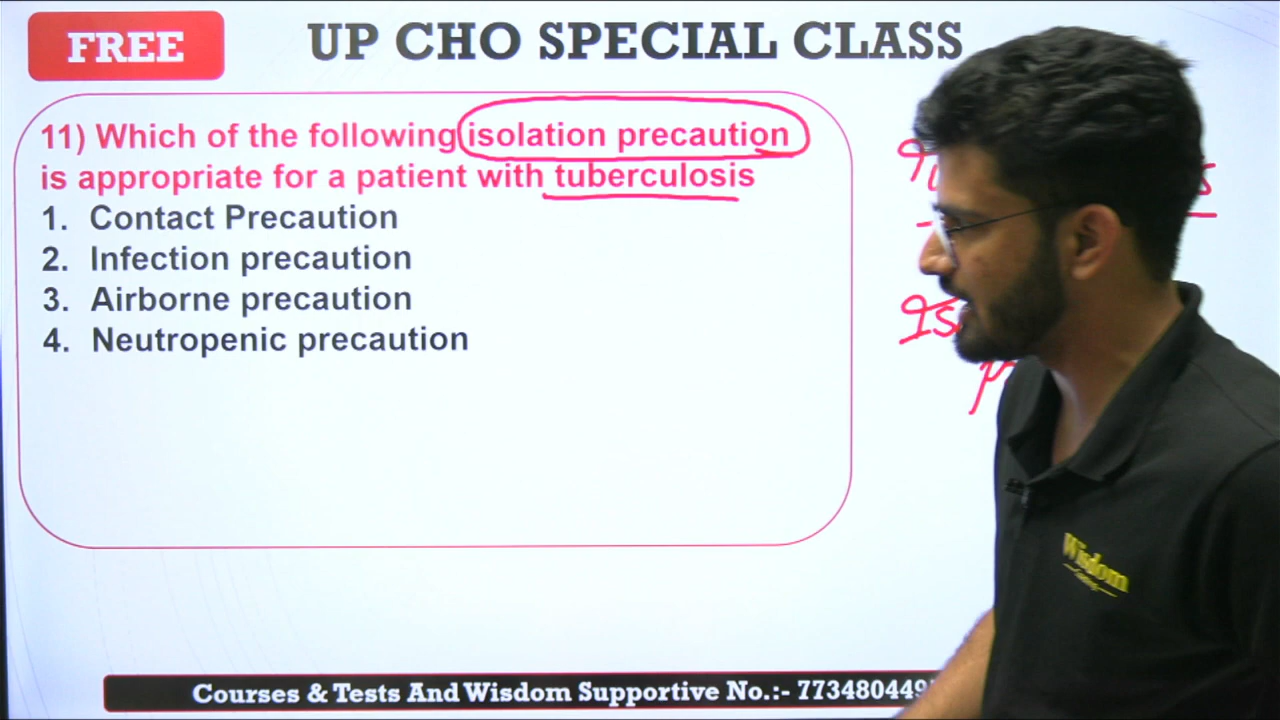 FREE
UP CHO SPECIAL CLASS
11) Which of the following isolation precaution
is appropriate for a patient with tuberculosis
1. Contact Precaution
2. Infection precaution
3. Airborne precaution
4. Neutropenic precaution
Wisdom
Courses & Tests And Wisdom Supportive No.:- 773480449